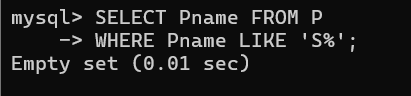 mysql> SELECT Pname FROM P
    -> WHERE Pname LIKE 'S%';
Empty set (0.01 sec)